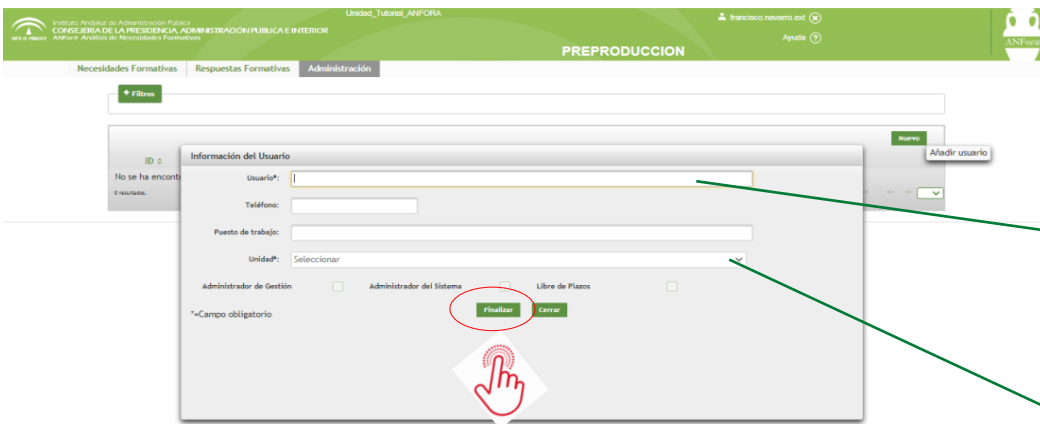 Instituto Andaluz de Administración Pública
CONSEJERÍA DE LA PRESIDENCIA, ADMINISTRACIÓN PÚBLICA E INTERIOR
ANFora: Análisis de Necesidades Formativas
Unidad_Tutorial_ANFORA
francisco.navarro.ext
Ayuda
PREPRODUCCION
ANFora
Necesidades Formativas
Respuestas Formativas
Administración
+ Filtros
Nuevo
Añadir usuario
ID
No se ha encont
0 resultados.
Información del Usuario
Usuario*:
Teléfono:
Puesto de trabajo:
Unidad*: Seleccionar
Administrador de Gestión Administrador del Sistema Libre de Plazos
*=Campo obligatorio
Finalizar Cerrar